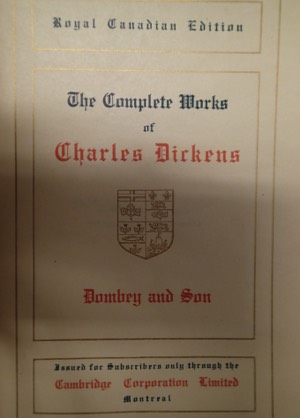 Royal Canadian Edition
The Complete Works
of
Charles Dickens
Dombey and Son
Issued for Subscribers only through the
Cambridge Corporation Limited
Montreal